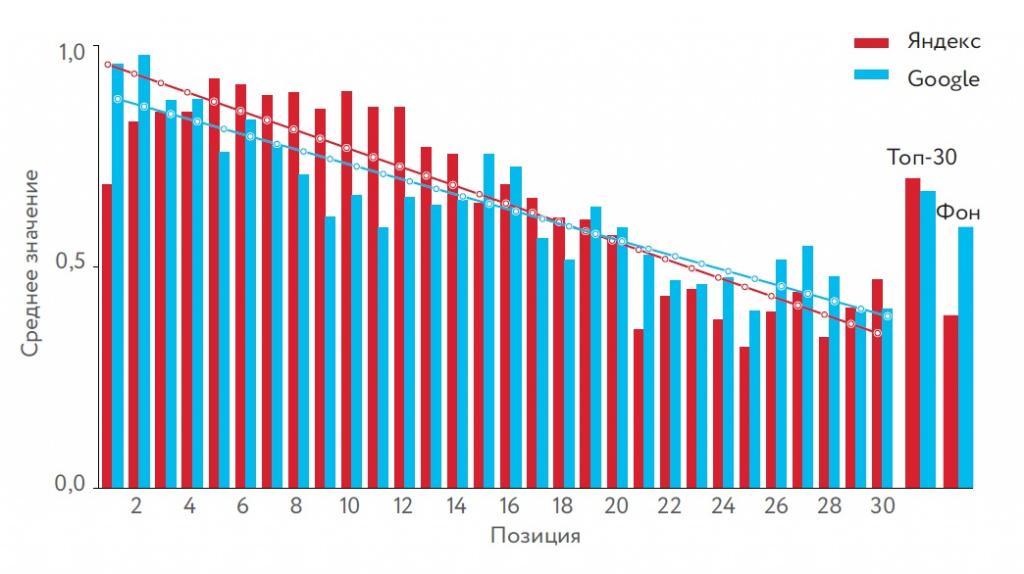 Яндекс
Google
1,0
0,5
0,0
Среднее значение
Топ-30
Фон
2 4 6 8 10 12 14 16 18 20 22 24 26 28 30
Позиция